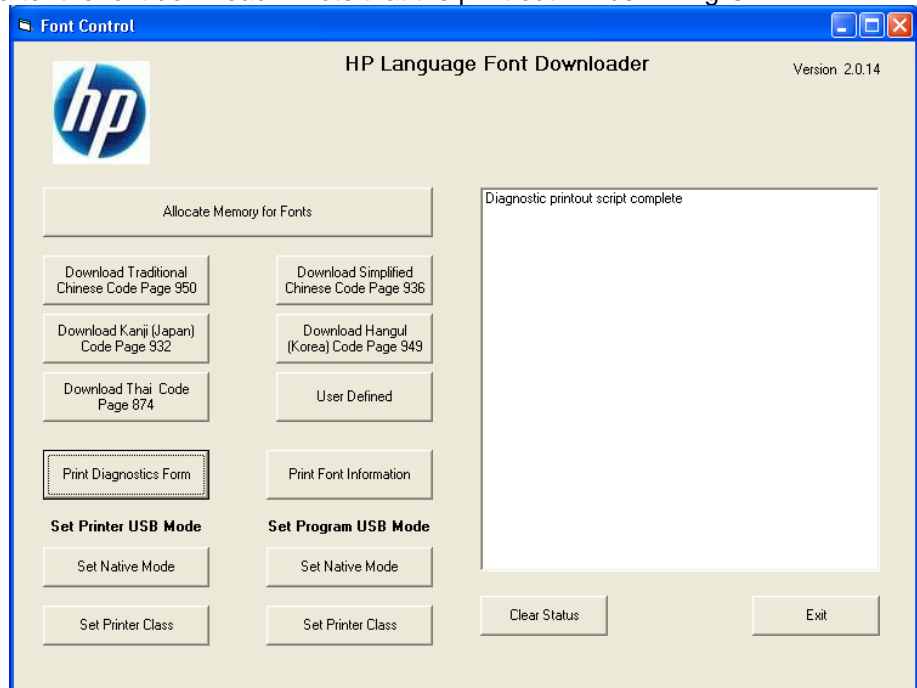 Font Control
HP Language Font Downloader
Version 2.0.14
hp
Allocate Memory for Fonts
Diagnostic printout script complete
Download Traditional
Chinese Code Page 950
Download Simplified
Chinese Code Page 936
Download Kanji (Japan)
Code Page 932
Download Hangul
(Korea) Code Page 949
Download Thai Code
Page 874
User Defined
Print Diagnostics Form
Print Font Information
Set Printer USB Mode
Set Program USB Mode
Set Native Mode
Set Native Mode
Set Printer Class
Set Printer Class
Clear Status
Exit